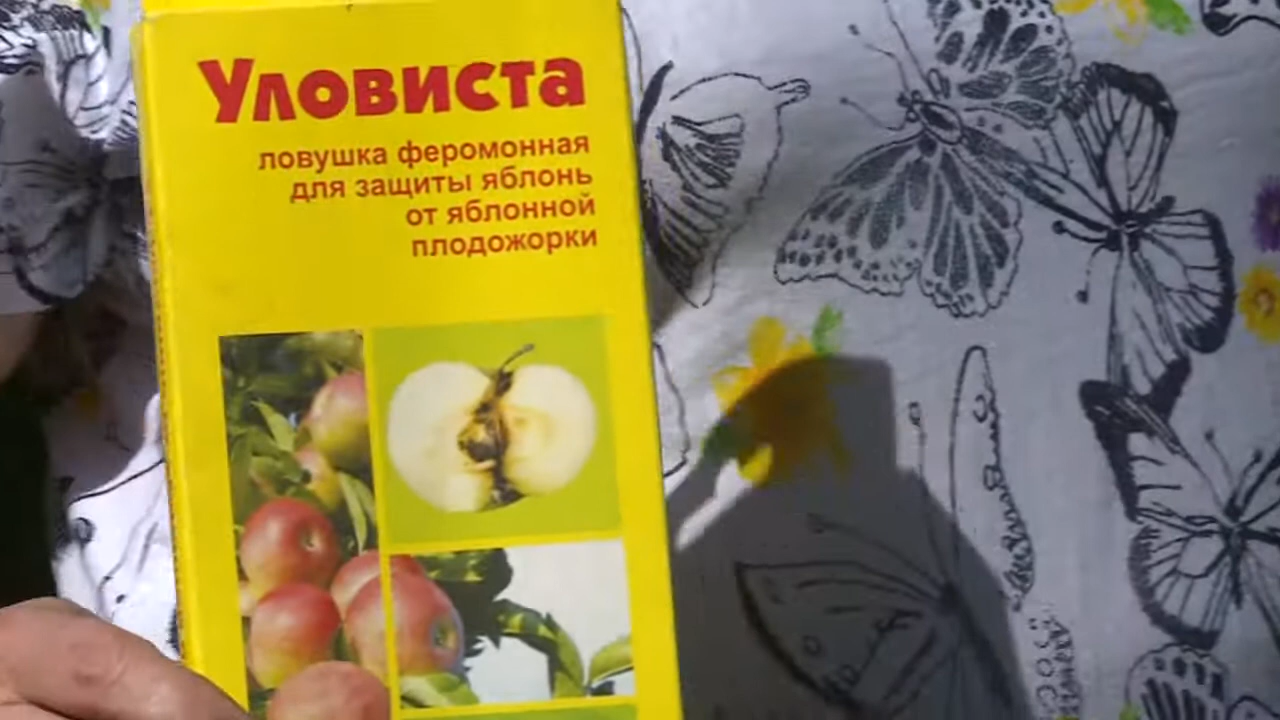 Уловиста
ловушка феромонная
для защиты яблонь
от яблонной
плодожорки